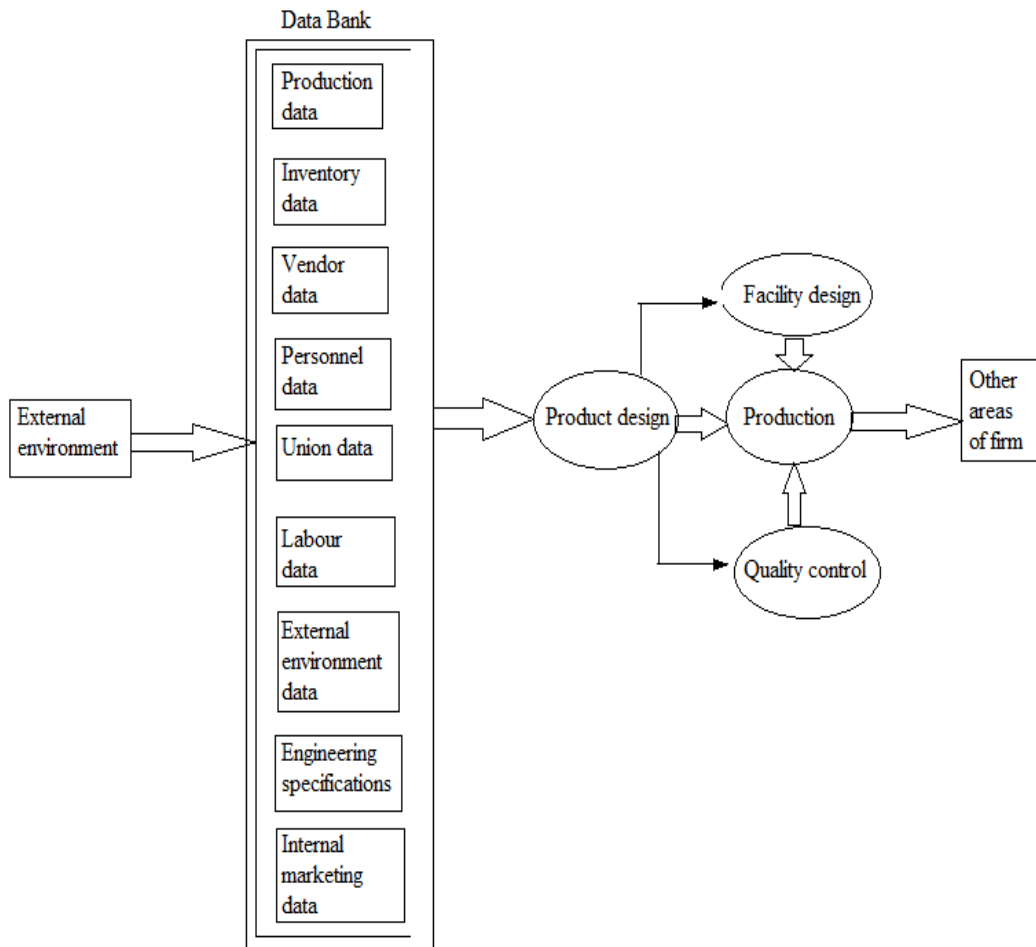 Data Bank
Production
data
Inventory
data
Vendor
data
Personnel
data
Union data
Labour
data
External
environment
data
Engineering
specifications
Internal
marketing
data
External
environment
Product design
Facility design
Production
Quality control
Other
areas
of firm